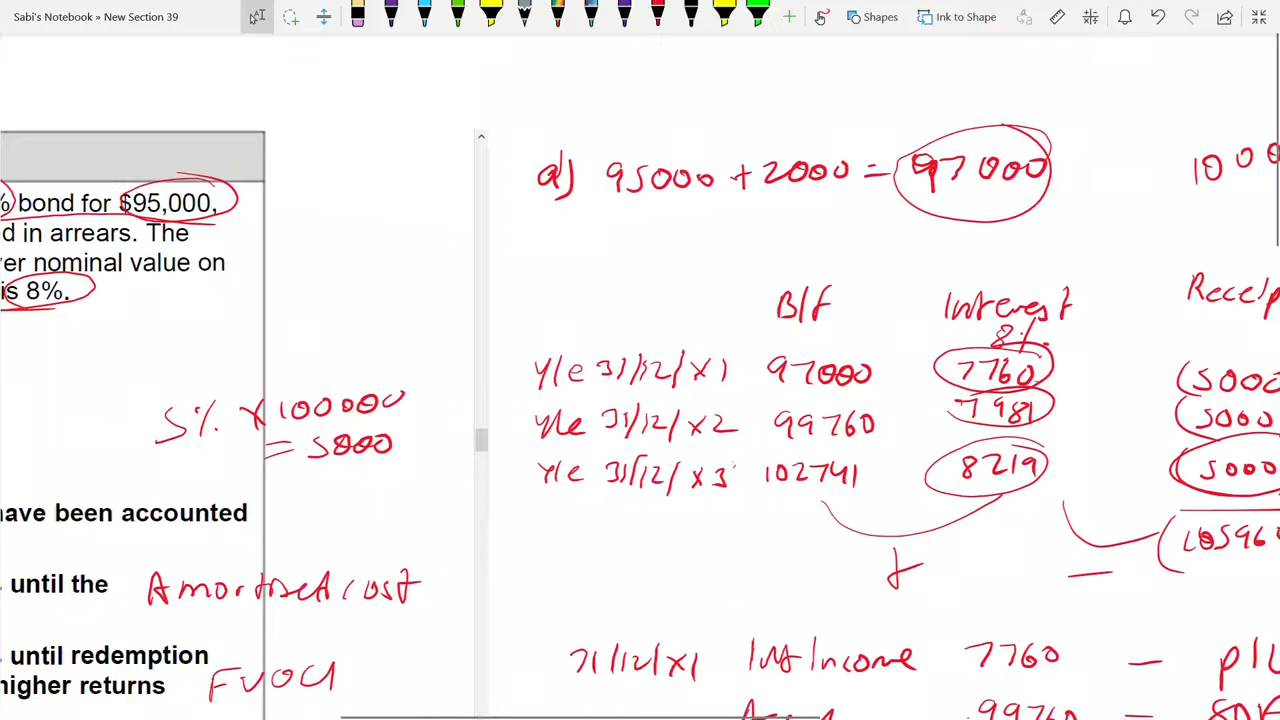 Sabi's Notebook » New Section 39
Shapes
Ink to Shape
% bond for $95,000,
d in arrears. The
er nominal value on
is 8%.
5% × 100000
= 5000
have been accounted
until the
Amortised cost
until redemption
higher returns
FVOCI
a) 95000 + 2000 = 97000
B/f Interest Receip
8%
Y/e 31/12/X1 97000 7760 (5000
Y/e 31/12/X2 99760 7981 (5000
Y/e 31/12/X3 102741 8219 (5000
(105960
+ —
31/12/X1 Int Income 7760 — P/L
99760 —